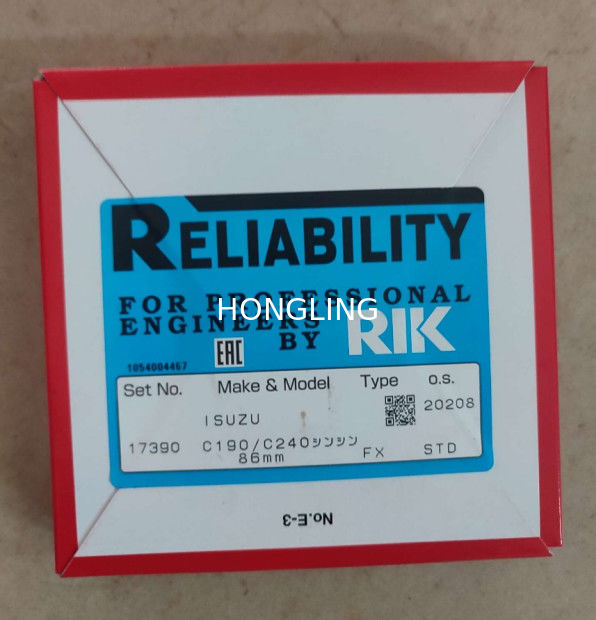 RELIABILITY
FOR PROFESSIONAL
HONGLING
ENGINEERS
BY RIK
EAC
1054004467
Set No. Make & Model Type O.S.
ISUZU 20208
17390 C190/C240シンシン FX STD
86mm
No.E-3